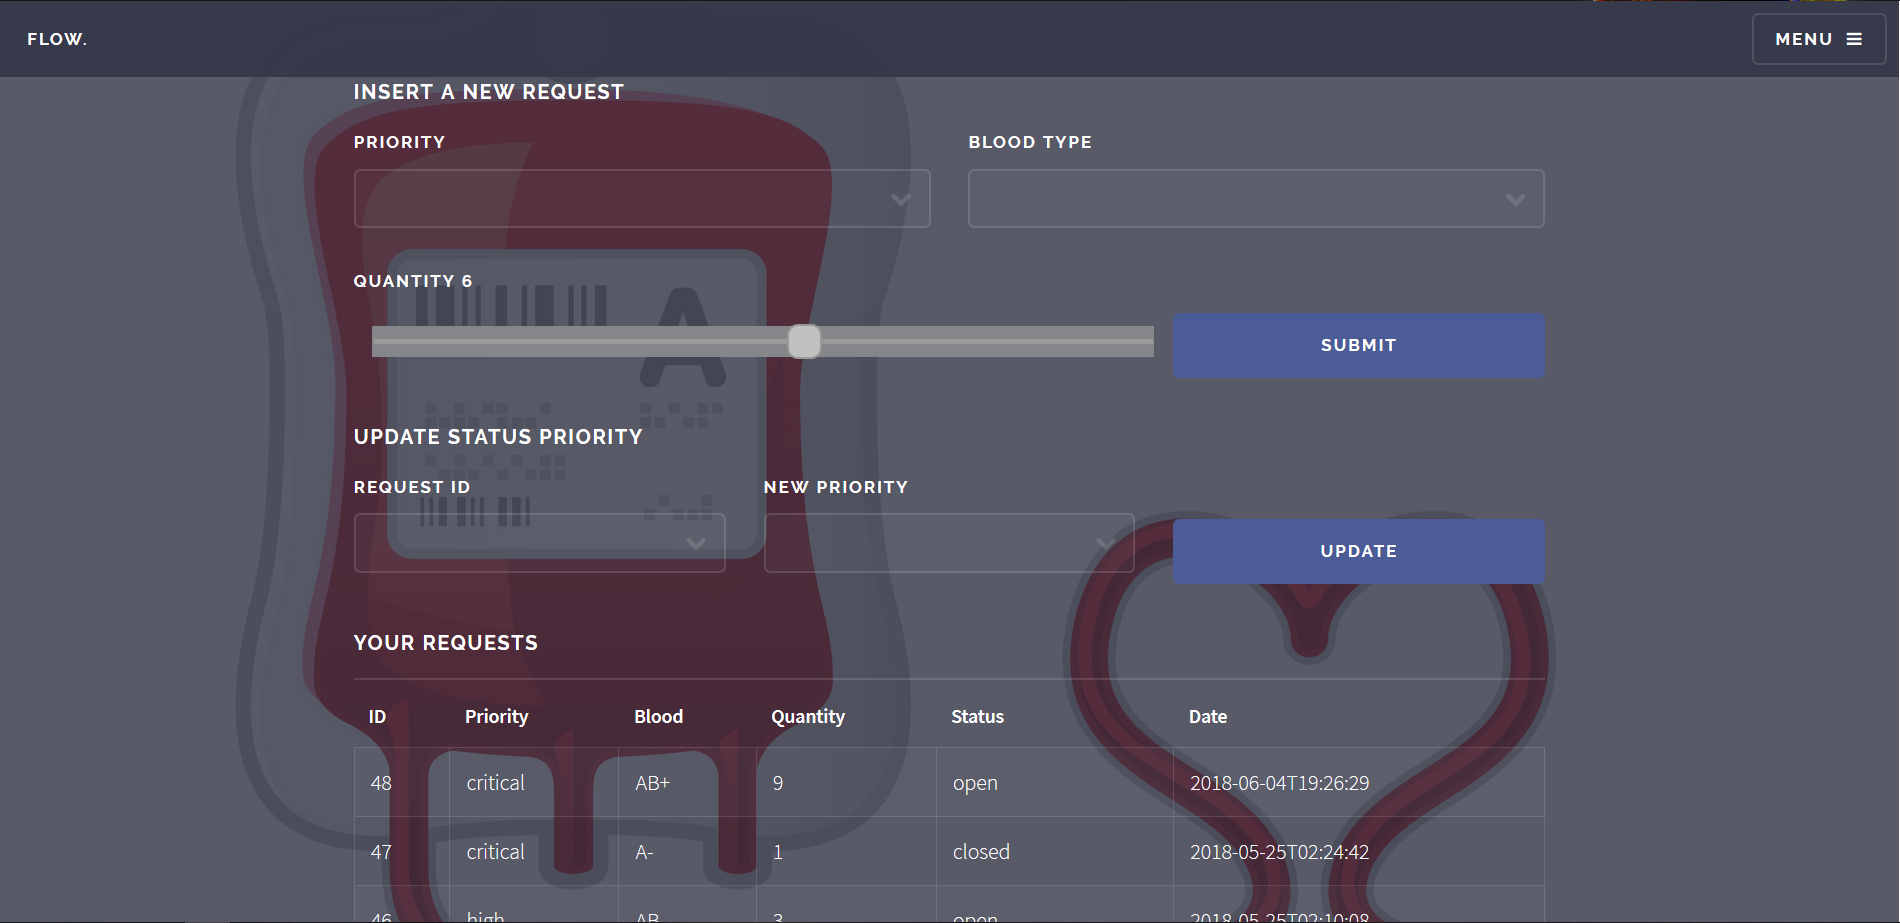 FLOW.
MENU
INSERT A NEW REQUEST
PRIORITY BLOOD TYPE
QUANTITY 6
A
SUBMIT
UPDATE STATUS PRIORITY
REQUEST ID NEW PRIORITY
UPDATE
YOUR REQUESTS
ID Priority Blood Quantity Status Date
48 critical AB+ 9 open 2018-06-04T19:26:29
47 critical A- 1 closed 2018-05-25T02:24:42
46 high AB 3 open 2018-05-25T02:10:08